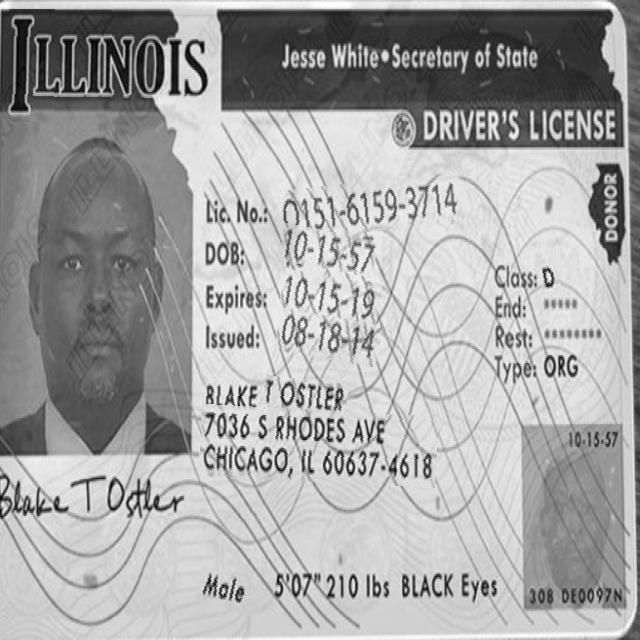 ILLINOIS
Jesse White•Secretary of State
DRIVER'S LICENSE
DONOR
Lic. No.: O151-6159-3714
DOB: 10-15-57
Expires: 10-15-19
Issued: 08-18-14
Class: D
End: *****
Rest: ********
Type: ORG
BLAKE T OSTLER
7036 S RHODES AVE
CHICAGO, IL 60637-4618
10-15-57
Blake T Ostler
Male 5'07" 210 lbs BLACK Eyes
308 DE0097N